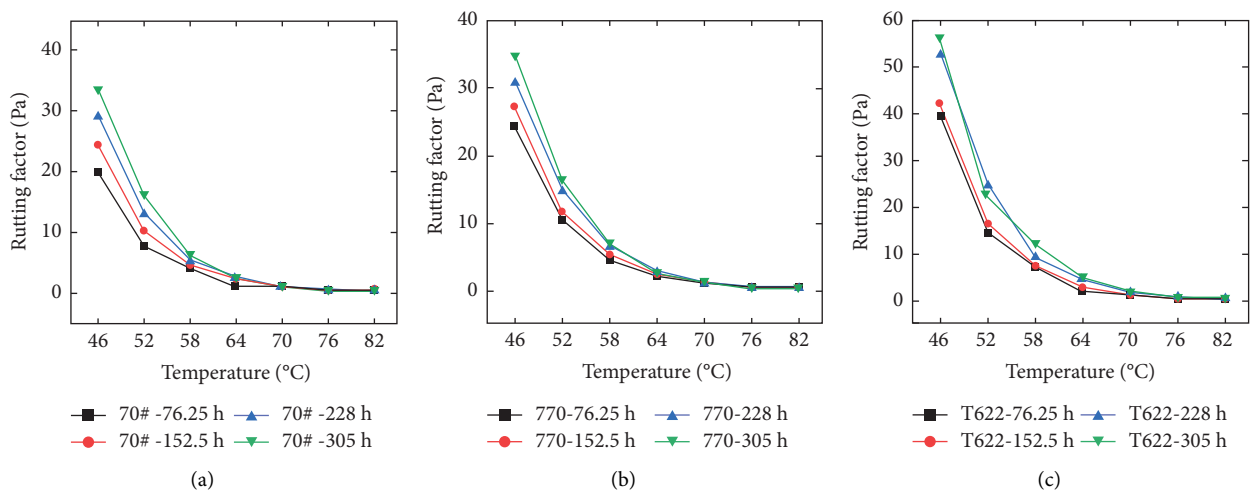 40
30
20
10
0
Rutting factor (Pa)
46 52 58 64 70 76 82
Temperature (°C)
70# -76.25 h 70# -228 h
70# -152.5 h 70# -305 h
(a)
40
30
20
10
0
Rutting factor (Pa)
46 52 58 64 70 76 82
Temperature (°C)
770-76.25 h 770-228 h
770-152.5 h 770-305 h
(b)
60
50
40
30
20
10
0
Rutting factor (Pa)
46 52 58 64 70 76 82
Temperature (°C)
T622-76.25 h T622-228 h
T622-152.5 h T622-305 h
(c)